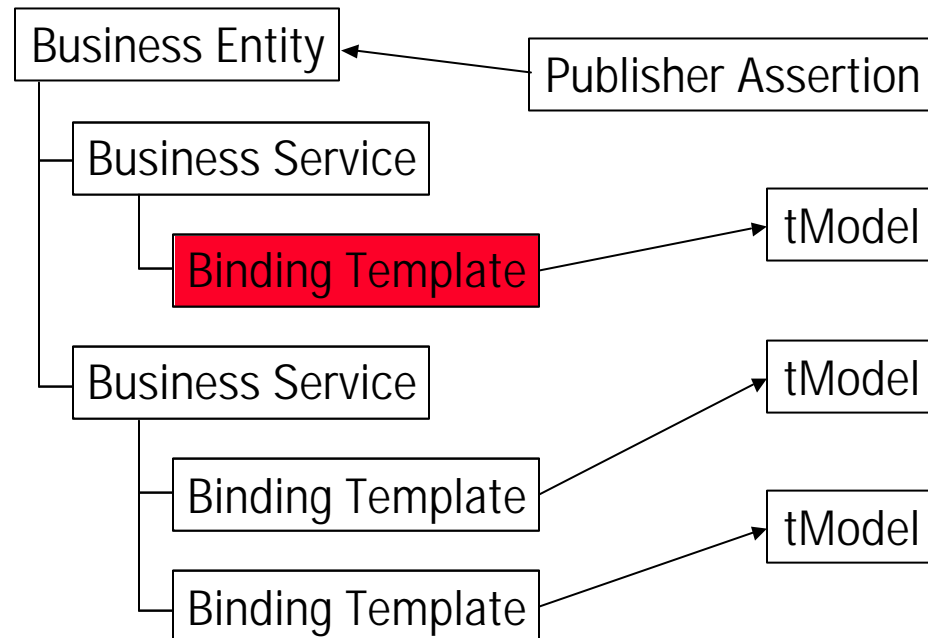 Business Entity
Publisher Assertion
Business Service
tModel
Binding Template
tModel
Business Service
Binding Template
tModel
Binding Template